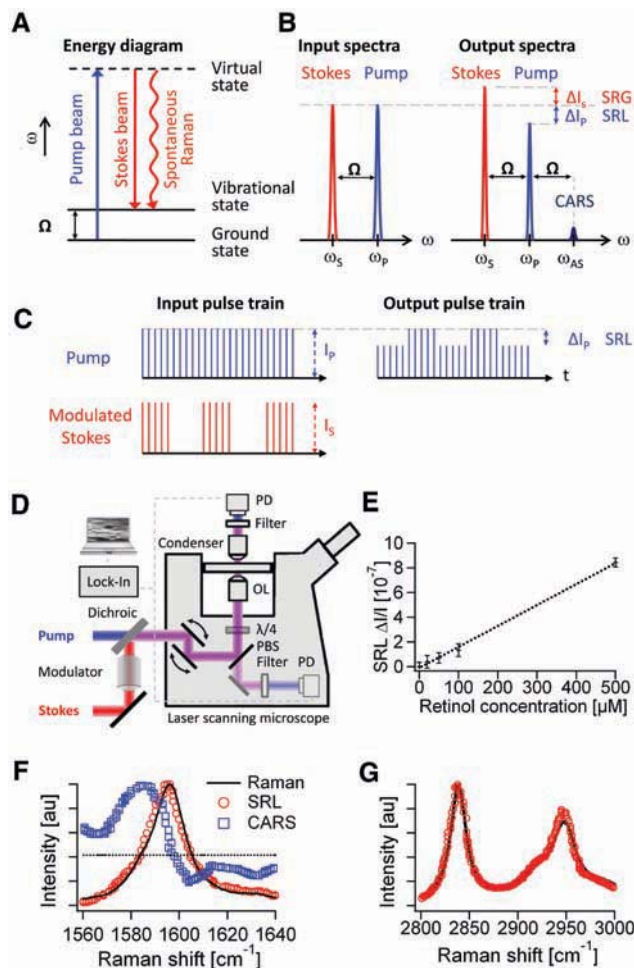 A
Energy diagram
Virtual state
ω
Pump beam
Stokes beam
Spontaneous Raman
Vibrational state
Ω
Ground state
B
Input spectra
Output spectra
Stokes Pump
Stokes Pump
ΔIs SRG
ΔIP SRL
Ω
Ω Ω
CARS
ωS ωP ω
ωS ωP ωAS ω
C
Input pulse train
Output pulse train
Pump
IP
ΔIP SRL
t
Modulated Stokes
IS
D
PD
Filter
Condenser
Lock-In
OL
Dichroic
λ/4
Pump
PBS
Filter
PD
Modulator
Stokes
Laser scanning microscope
E
SRL ΔI/I [10-7]
8
6
4
2
0
0 100 200 300 400 500
Retinol concentration [µM]
F
Intensity [au]
Raman
SRL
CARS
1560 1580 1600 1620 1640
Raman shift [cm-1]
G
Intensity [au]
2800 2850 2900 2950 3000
Raman shift [cm-1]